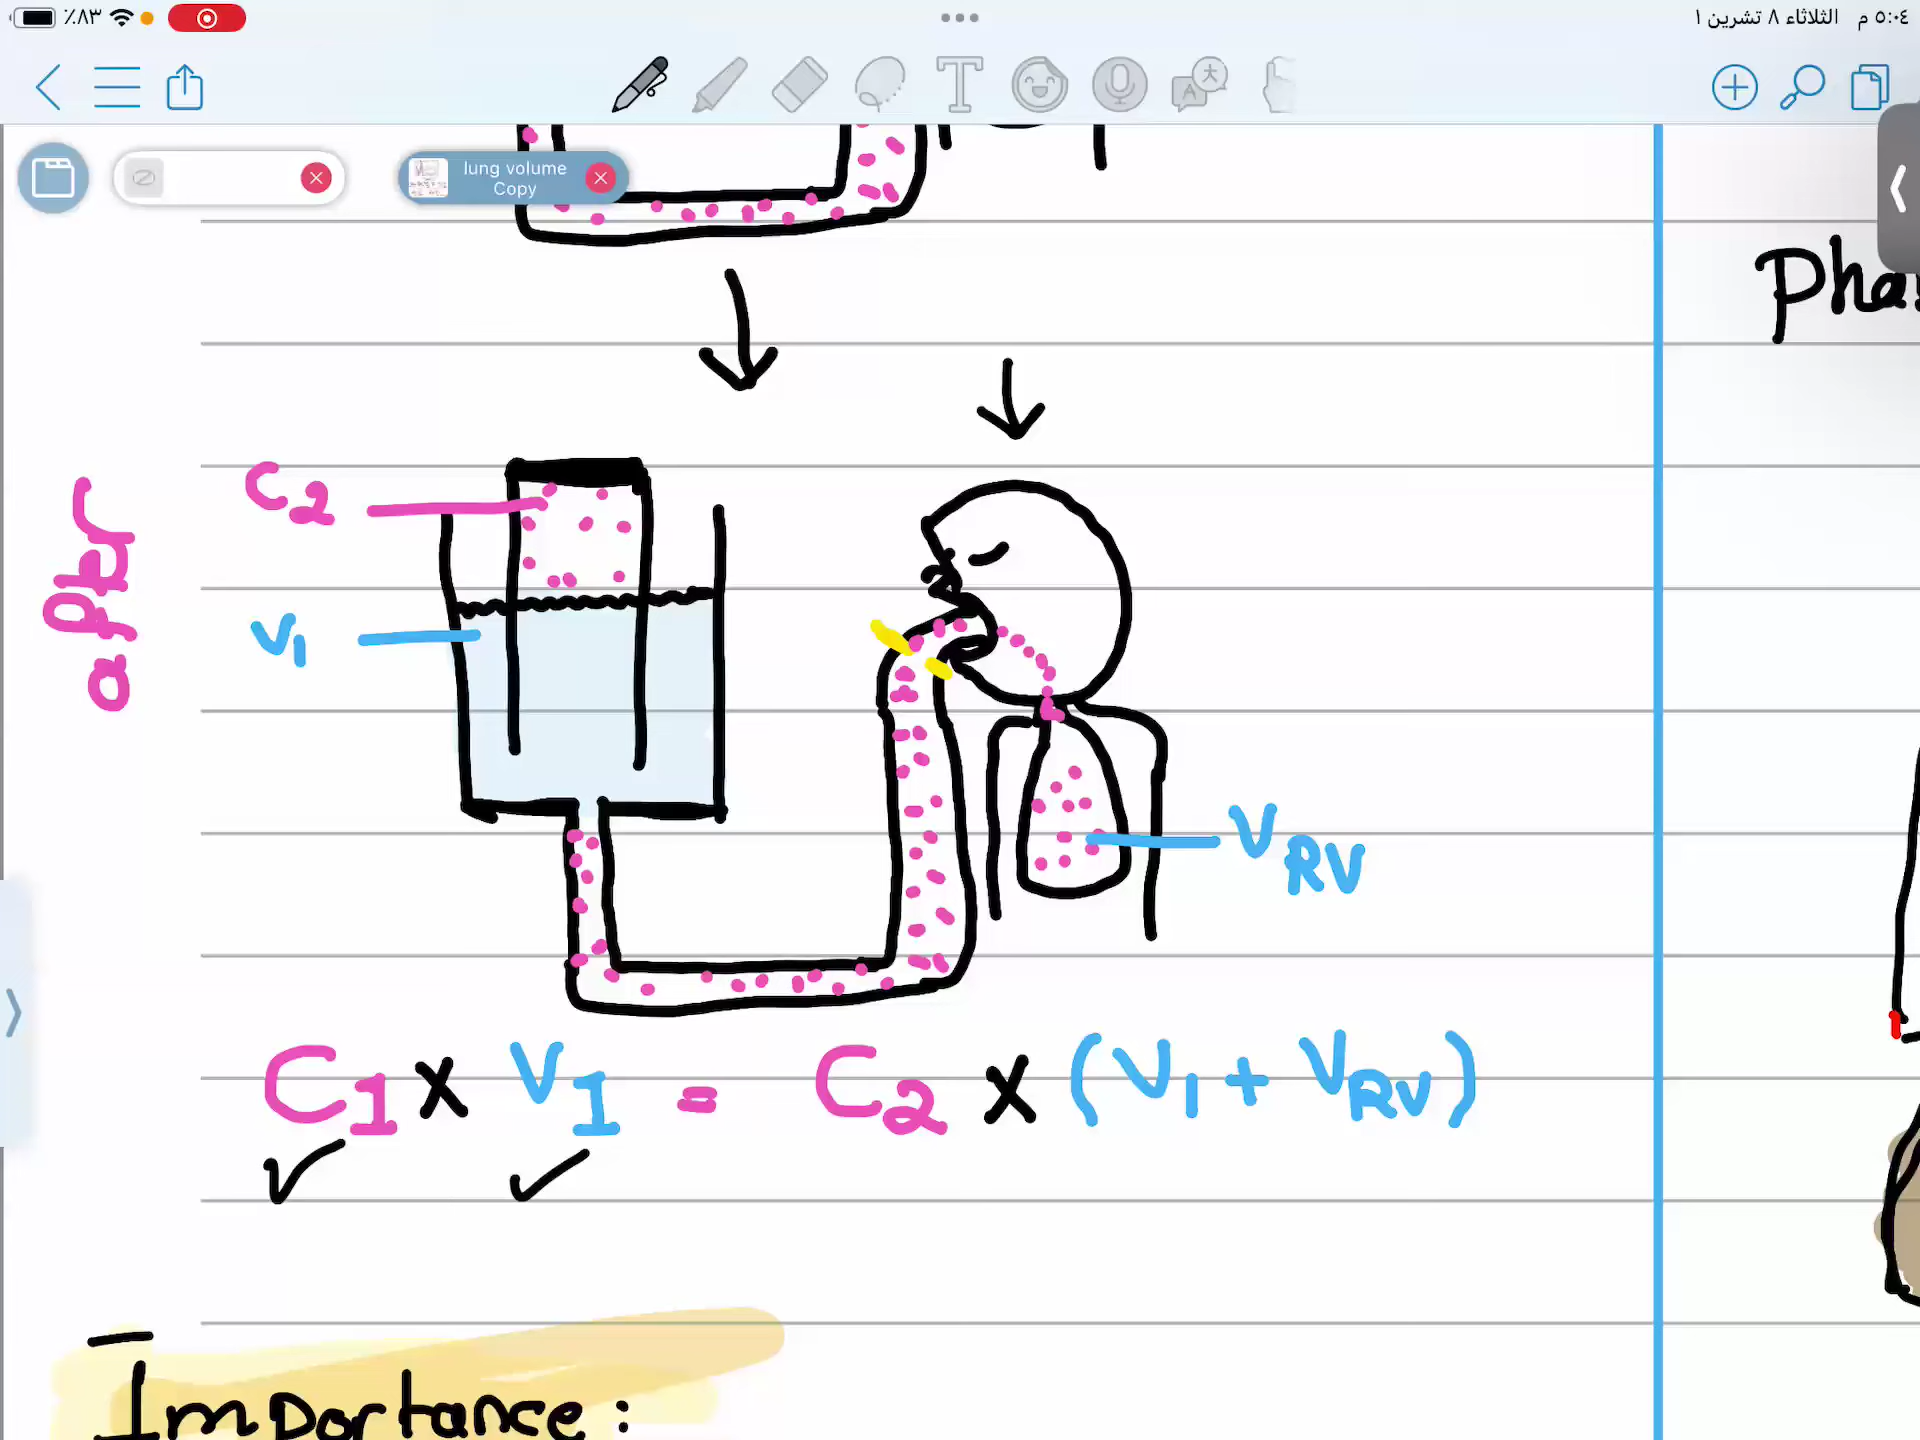 ٪٨٣
٥:٠٤ م الثلاثاء ٨ تشرين ١
lung volume
Copy
C2
V1
after
VRV
C1 x V1 = C2 x (V1 + VRV)
Importance: